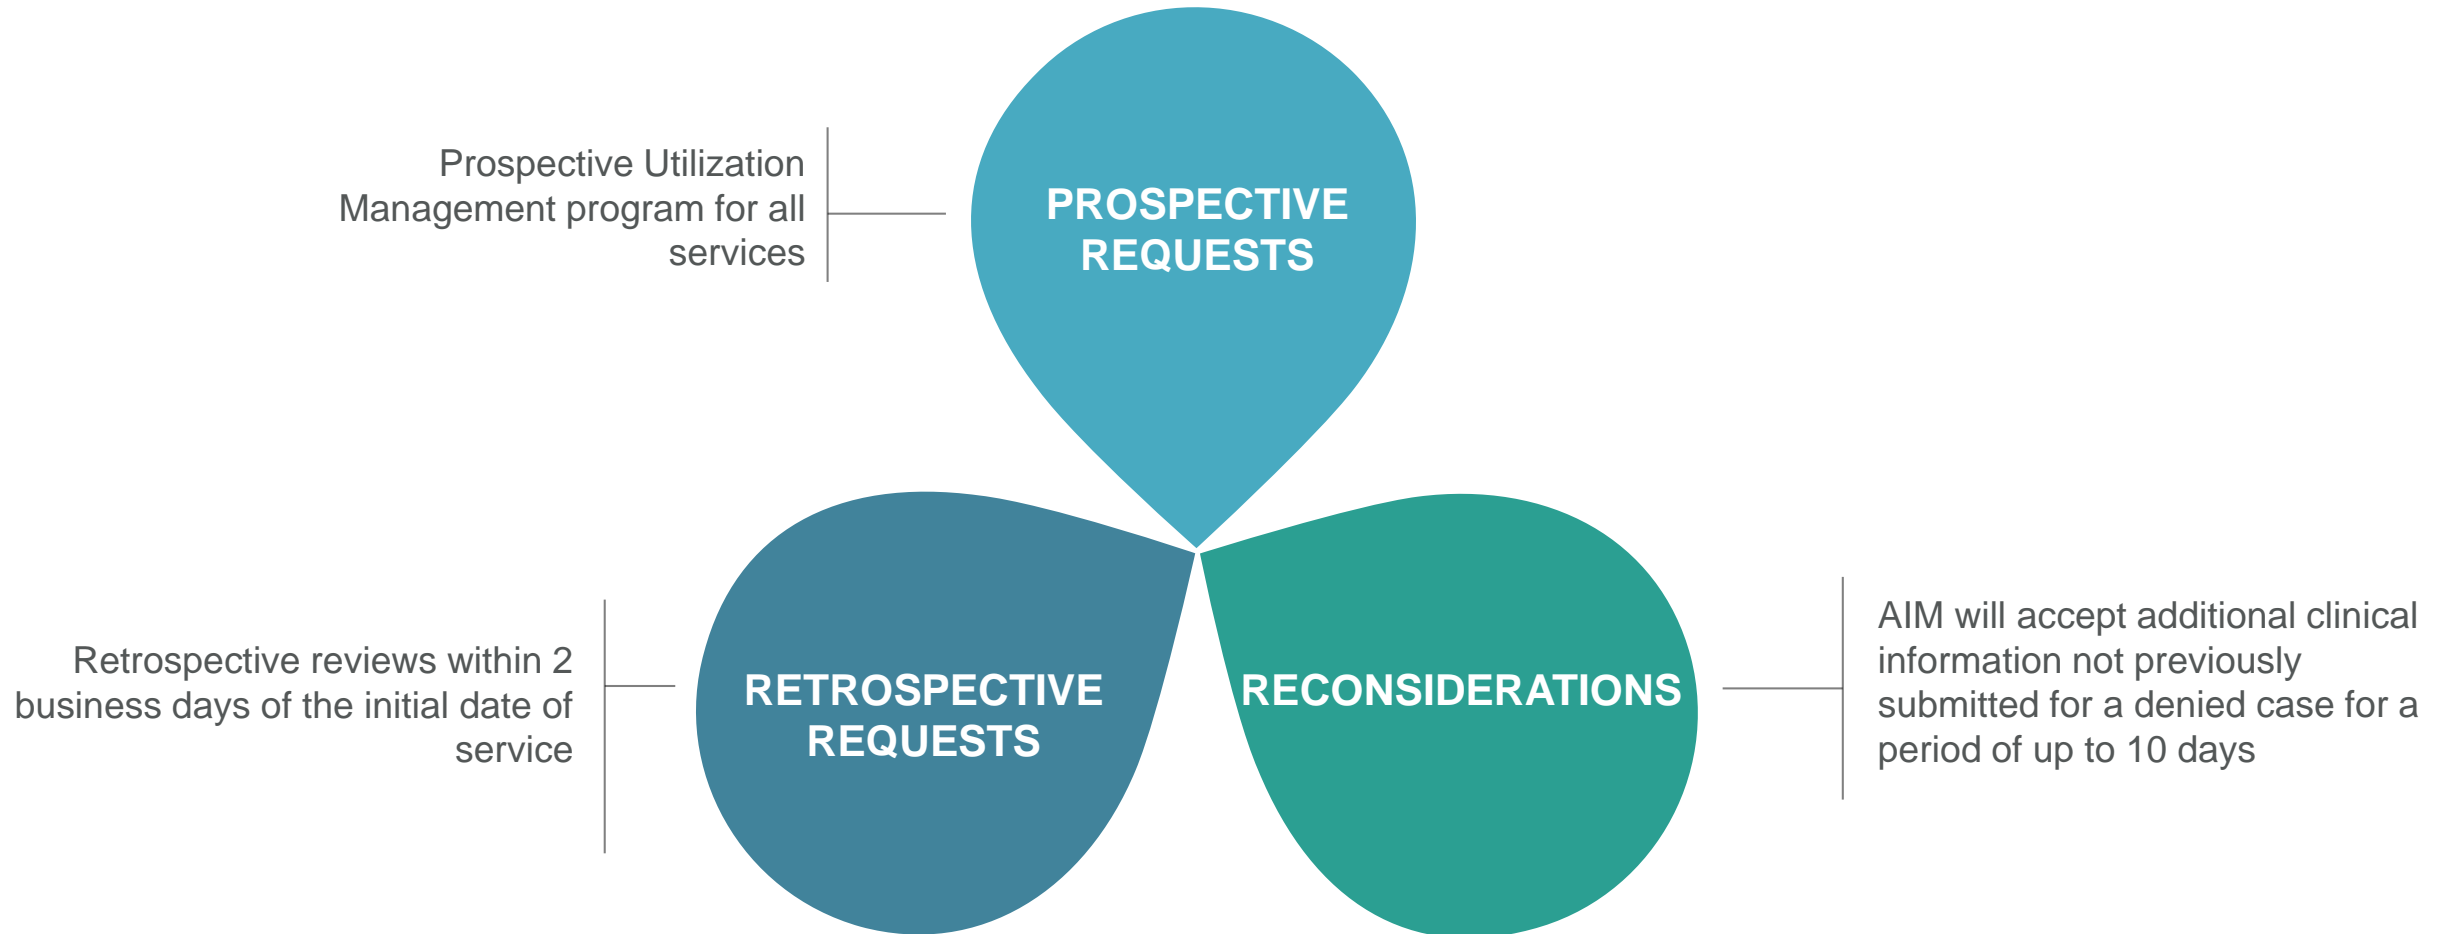 Prospective Utilization
Management program for all
services
PROSPECTIVE
REQUESTS
Retrospective reviews within 2
business days of the initial date of
service
RETROSPECTIVE
REQUESTS
RECONSIDERATIONS
AIM will accept additional clinical
information not previously
submitted for a denied case for a
period of up to 10 days